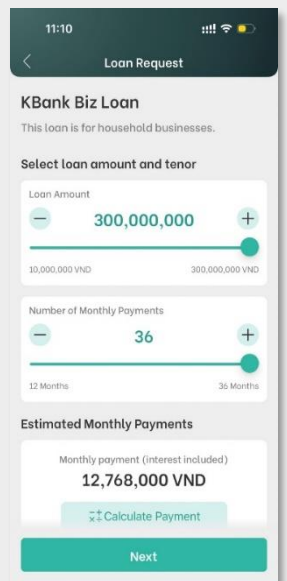 11:10
Loan Request
KBank Biz Loan
This loan is for household businesses.
Select loan amount and tenor
Loan Amount
− 300,000,000 +
10,000,000 VND 300,000,000 VND
Number of Monthly Payments
− 36 +
12 Months 36 Months
Estimated Monthly Payments
Monthly payment (interest included)
12,768,000 VND
Calculate Payment
Next